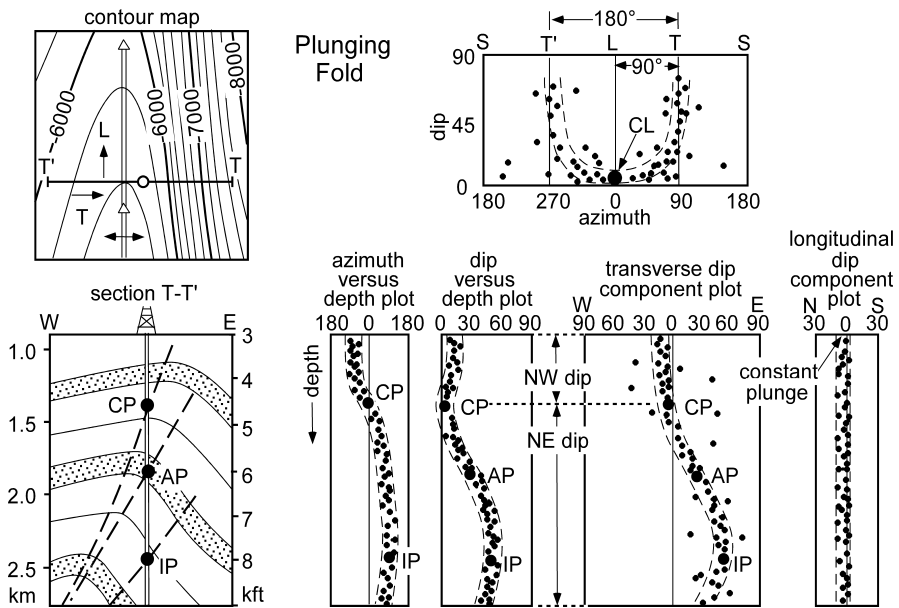 contour map
-6000
-6000
-7000
-8000
L
T'
T
T
Plunging
Fold
180°
S
T'
L
T
S
90°
90
45
0
dip
CL
180
270
0
90
180
azimuth
section T-T'
W
E
1.0
1.5
2.0
2.5
km
3
4
5
6
7
8
kft
CP
AP
IP
azimuth
versus
depth plot
180
0
180
depth
CP
IP
dip
versus
depth plot
0
30
60
90
CP
AP
IP
NW dip
NE dip
transverse dip
component plot
W
E
90
60
30
0
30
60
90
CP
AP
IP
longitudinal
dip
component
plot
N
S
30
0
30
constant
plunge